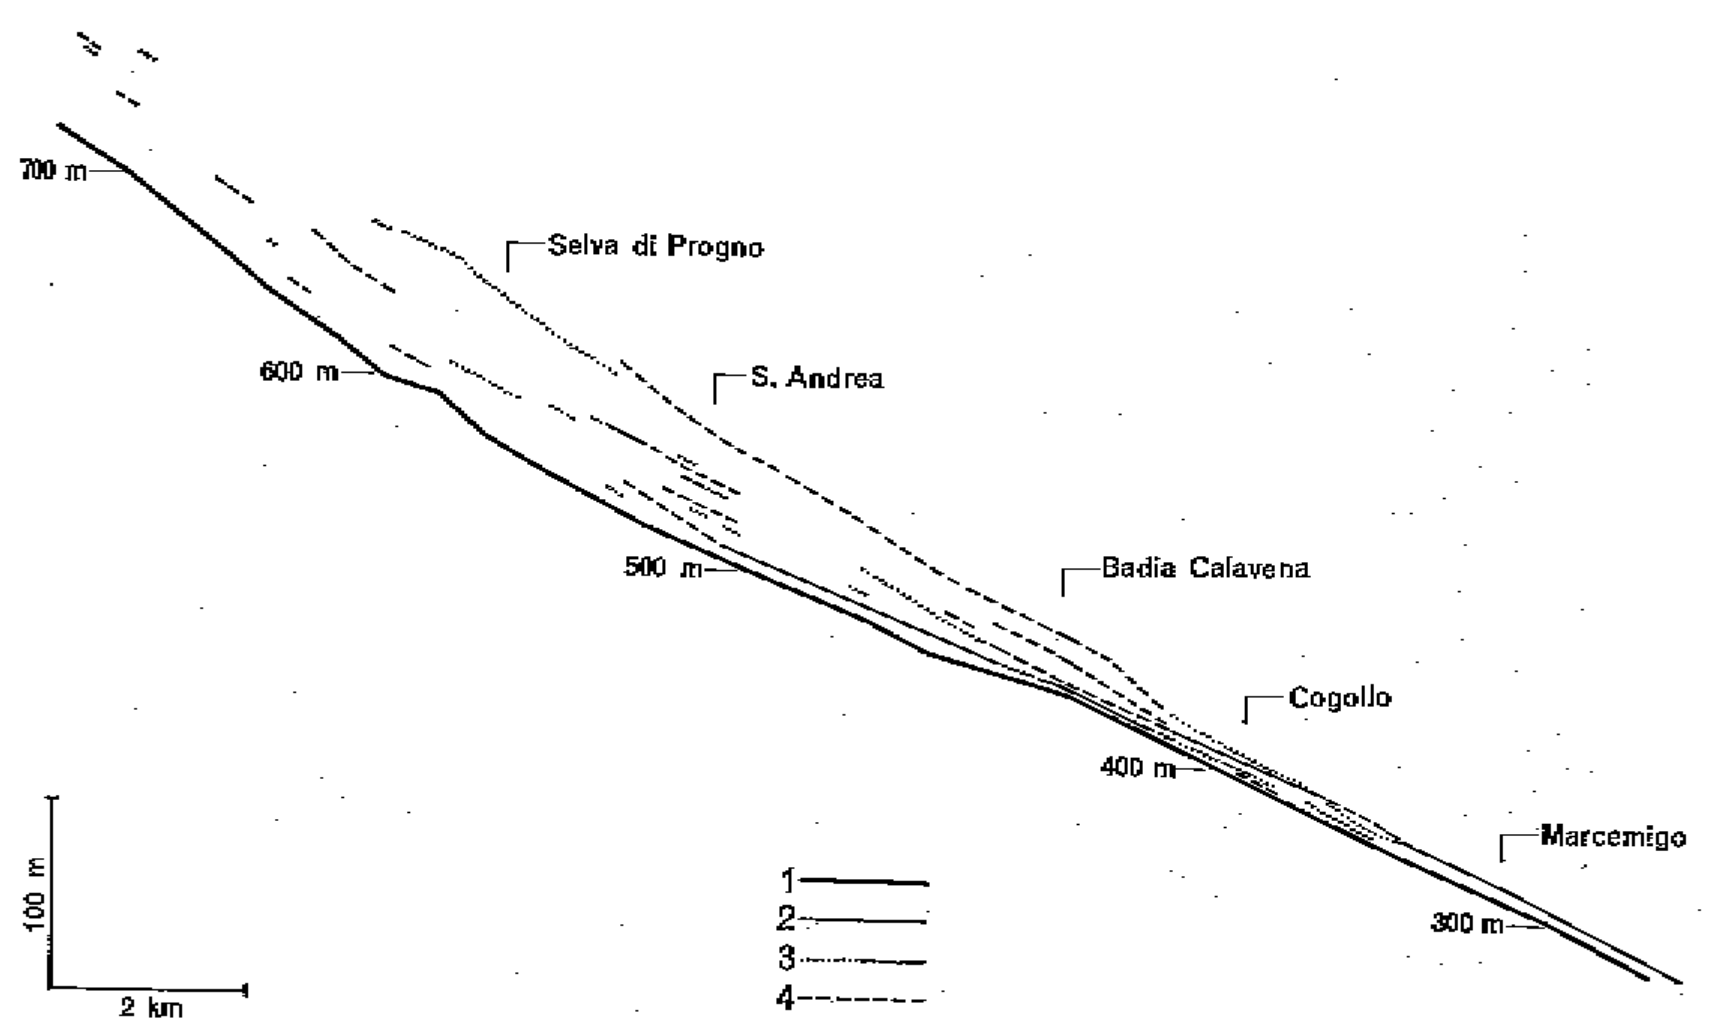 700 m
Selva di Progno
600 m
S. Andrea
500 m
Badia Calavena
Cogollo
400 m
Marcemigo
100 m
1
2
3
300 m
4
2 km